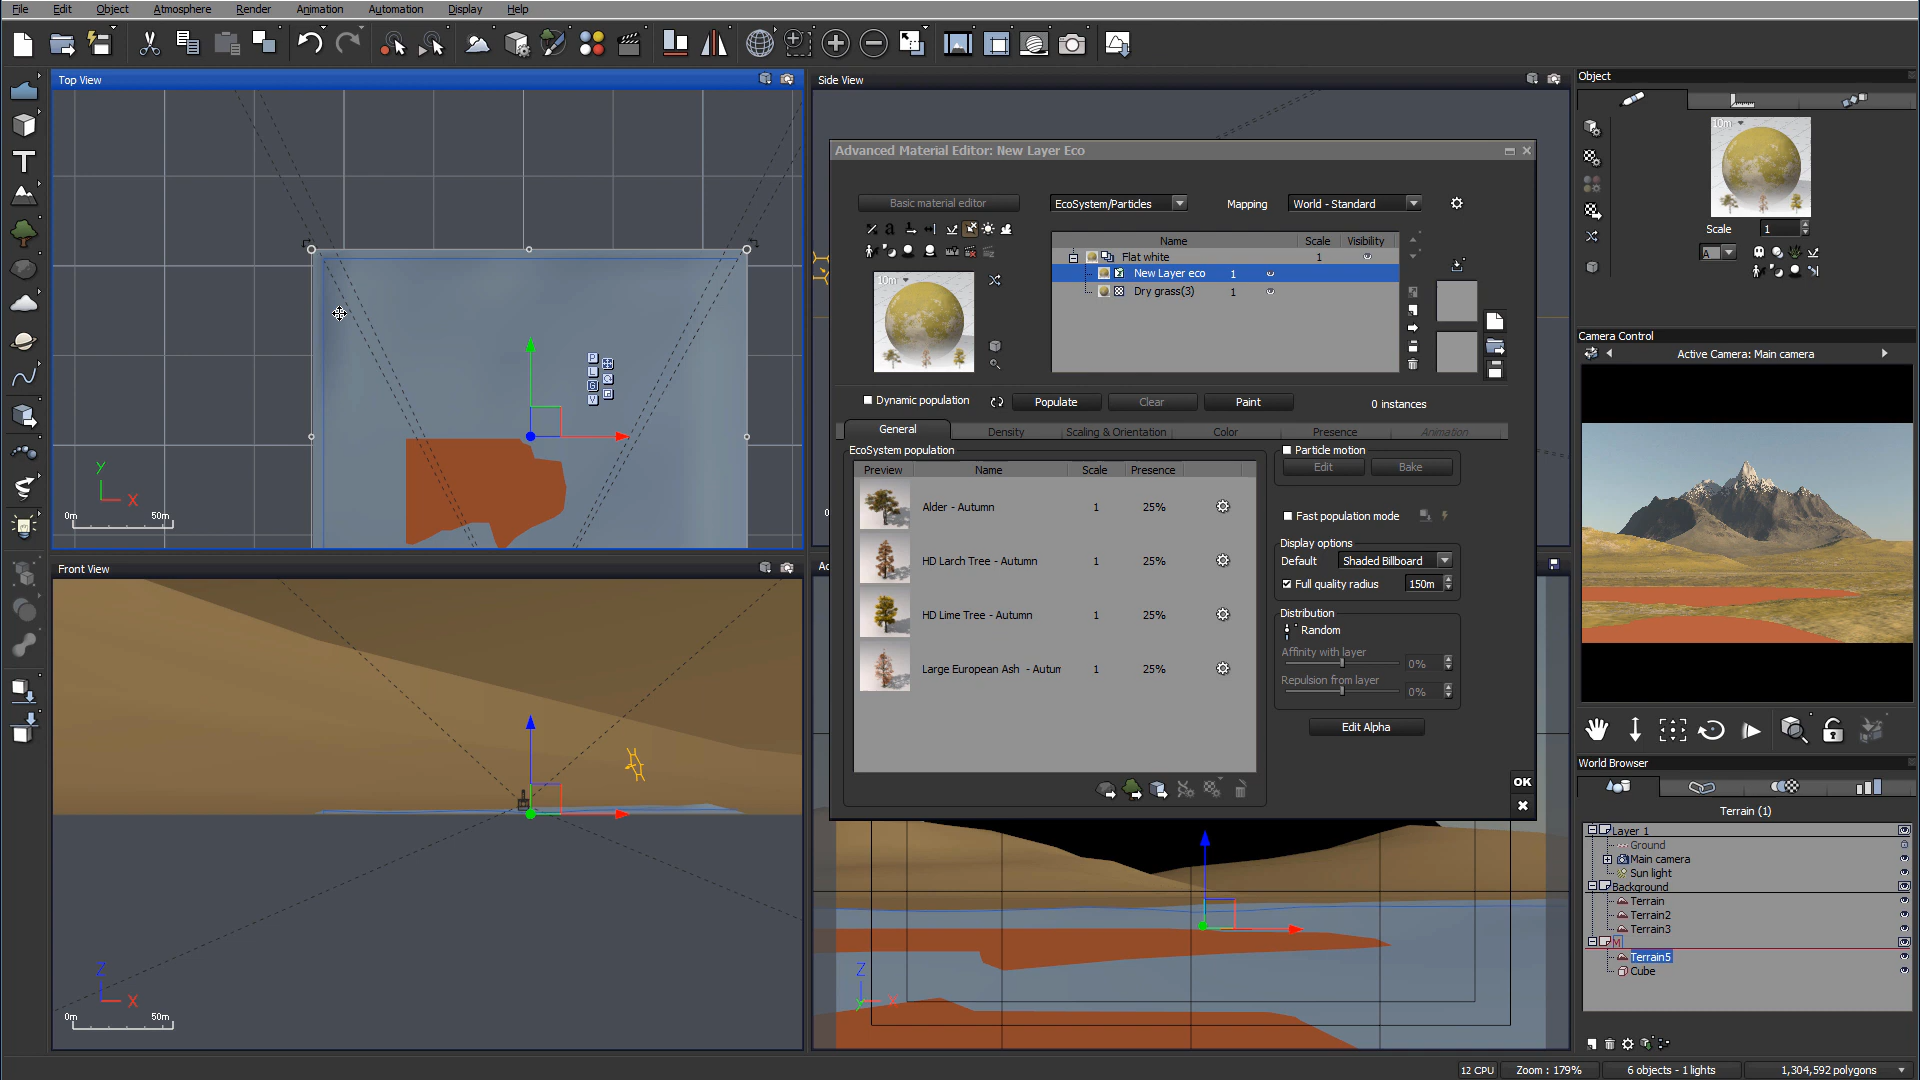 File Edit Object Atmosphere Render Animation Automation Display Help
Top View
Side View
Object
10m
Scale 1
A
Advanced Material Editor: New Layer Eco
Basic material editor
EcoSystem/Particles
Mapping
World - Standard
Name Scale Visibility
Flat white 1
New Layer eco 1
Dry grass(3) 1
10m
Dynamic population
Populate
Clear
Paint
0 instances
General
Density
Scaling & Orientation
Color
Presence
Animation
EcoSystem population
Preview Name Scale Presence
Alder - Autumn 1 25%
HD Larch Tree - Autumn 1 25%
HD Lime Tree - Autumn 1 25%
Large European Ash - Autum 1 25%
Particle motion
Edit
Bake
Fast population mode
Display options
Default
Shaded Billboard
Full quality radius
150m
Distribution
Random
Affinity with layer
0%
Repulsion from layer
0%
Edit Alpha
OK
P
L
G
V
Y
X
0m 50m
Front View
Z
X
0m 50m
Z
Y
X
Camera Control
Active Camera: Main camera
World Browser
Terrain (1)
Layer 1
Ground
Main camera
Sun light
Background
Terrain
Terrain2
Terrain3
M
Terrain5
Cube
12 CPU
Zoom : 179%
6 objects - 1 lights
1,304,592 polygons